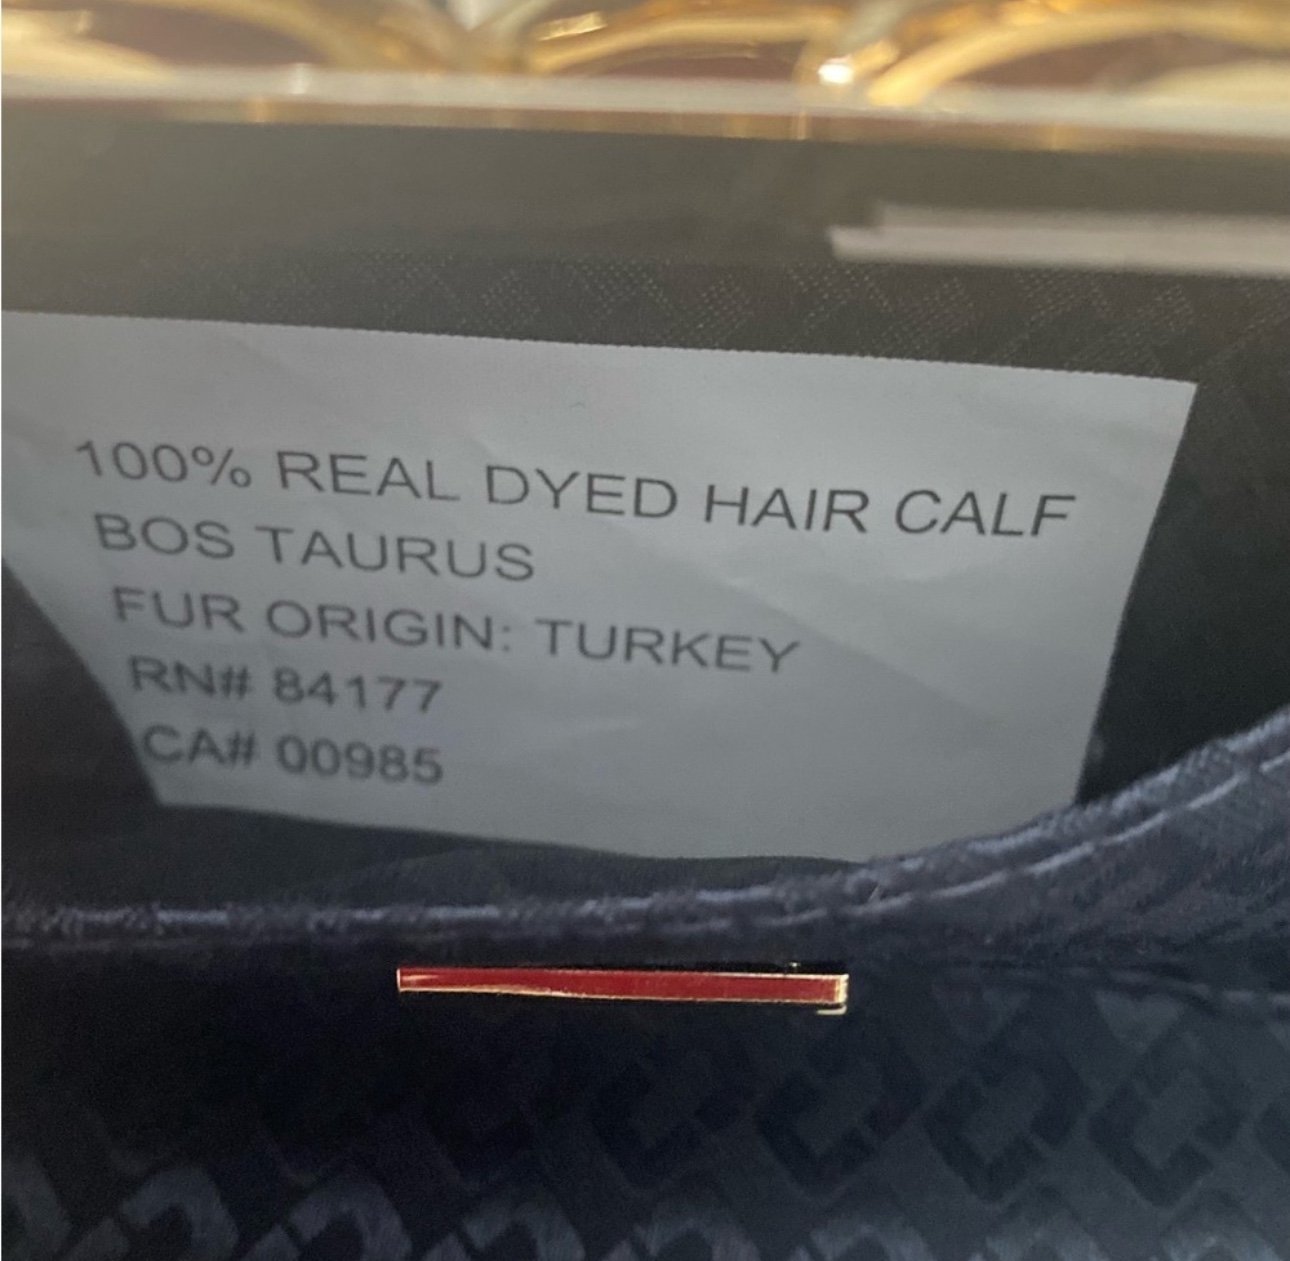 100% REAL DYED HAIR CALF
BOS TAURUS
FUR ORIGIN: TURKEY
RN# 84177
CA# 00985